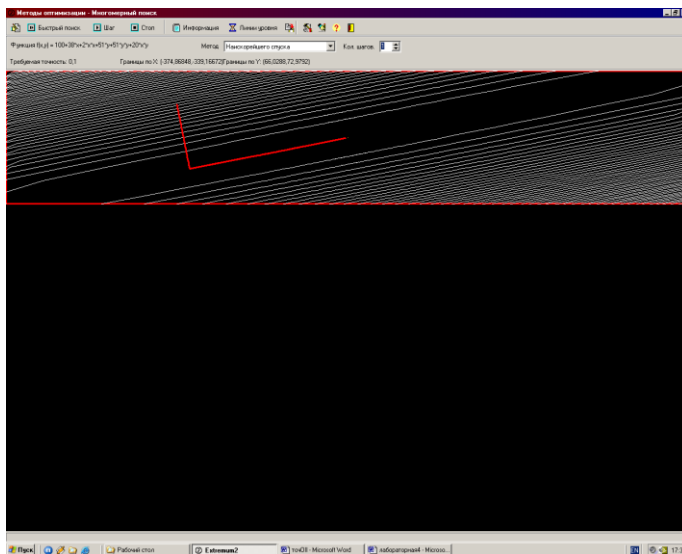 Методы оптимизации - Многомерный поиск
Быстрый поиск Шаг Стоп Информация Линии уровня
Функция f(x,y) = 100+38*x+2*x*x+51*y+51*y*y+20*x*y Метод Наискорейшего спуска Кол. шагов
Требуемая точность: 0,1 Границы по X: (-374,86848,-339,16672) Границы по Y: (66,0288,72,9792)
Пуск Рабочий стол Extremum2 - Microsoft Word лабораторная4 - Microso... EN